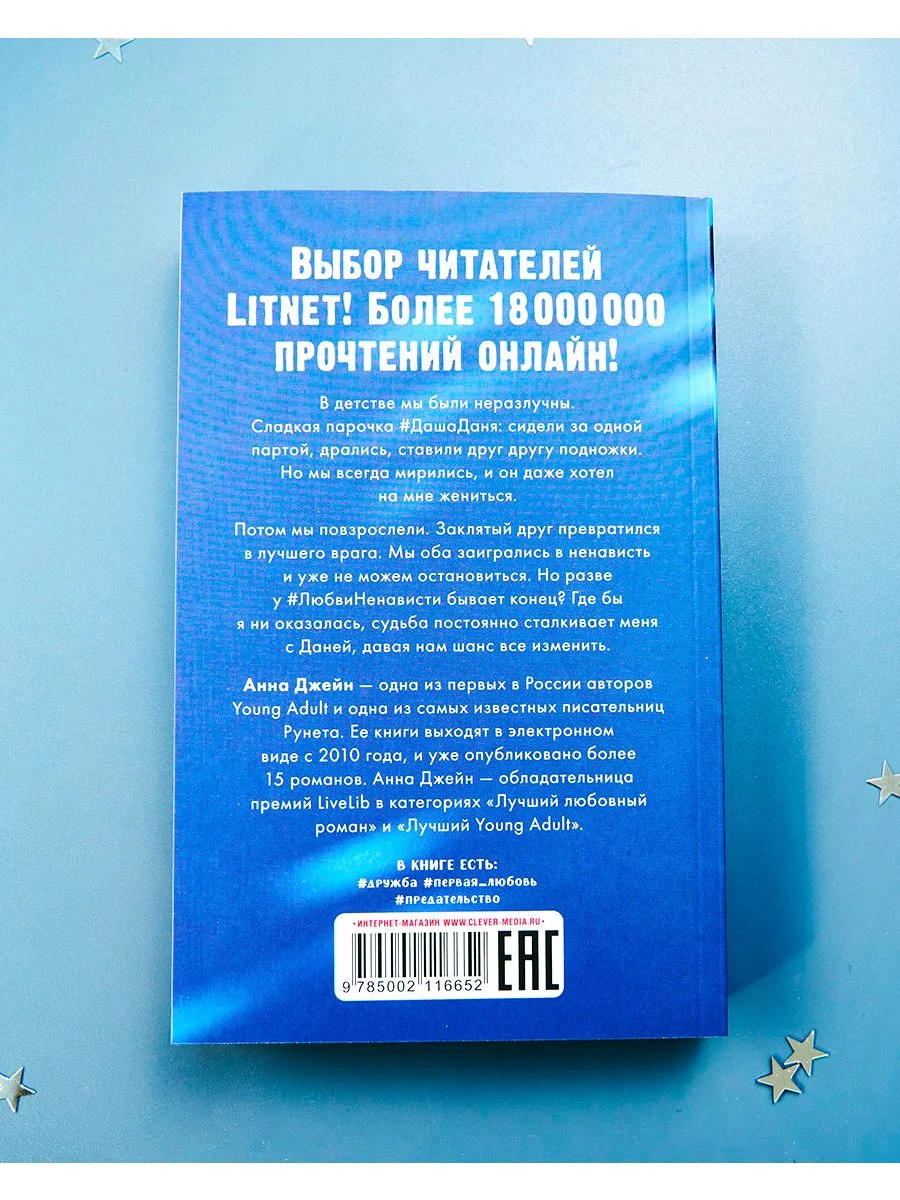 Выбор читателей
Litnet! Более 18 000 000
прочтений онлайн!
В детстве мы были неразлучны.
Сладкая парочка #ДашаДаня: сидели за одной
партой, дрались, ставили друг другу подножки.
Но мы всегда мирились, и он даже хотел
на мне жениться.
Потом мы повзрослели. Заклятый друг превратился
в лучшего врага. Мы оба заигрались в ненависть
и уже не можем остановиться. Но разве
у #ЛюбвиНенависти бывает конец? Где бы
я ни оказалась, судьба постоянно сталкивает меня
с Даней, давая нам шанс все изменить.
Анна Джейн — одна из первых в России авторов
Young Adult и одна из самых известных писательниц
Рунета. Ее книги выходят в электронном
виде с 2010 года, и уже опубликовано более
15 романов. Анна Джейн — обладательница
премий LiveLib в категориях «Лучший любовный
роман» и «Лучший Young Adult».
В КНИГЕ ЕСТЬ:
#дружба #первая_любовь
#предательство
•ИНТЕРНЕТ-МАГАЗИН WWW.CLEVER-MEDIA.RU•
9 785002 116652
EAC